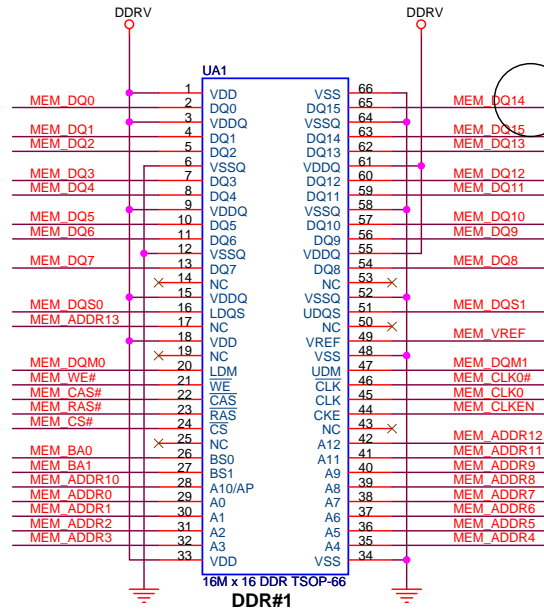 DDRV DDRV
UA1
1 VDD VSS 66
MEM_DQ0 2 DQ0 DQ15 65 MEM_DQ14
3 VDDQ VSSQ 64
MEM_DQ1 4 DQ1 DQ14 63 MEM_DQ15
MEM_DQ2 5 DQ2 DQ13 62 MEM_DQ13
6 VSSQ VDDQ 61
MEM_DQ3 7 DQ3 DQ12 60 MEM_DQ12
MEM_DQ4 8 DQ4 DQ11 59 MEM_DQ11
9 VDDQ VSSQ 58
MEM_DQ5 10 DQ5 DQ10 57 MEM_DQ10
MEM_DQ6 11 DQ6 DQ9 56 MEM_DQ9
12 VSSQ VDDQ 55
MEM_DQ7 13 DQ7 DQ8 54 MEM_DQ8
14 NC NC 53
15 VDDQ VSSQ 52
MEM_DQS0 16 LDQS UDQS 51 MEM_DQS1
MEM_ADDR13 17 NC NC 50
18 VDD VREF 49 MEM_VREF
19 NC VSS 48
MEM_DQM0 20 LDM UDM 47 MEM_DQM1
MEM_WE# 21 WE CLK 46 MEM_CLK0#
MEM_CAS# 22 CAS CLK 45 MEM_CLK0
MEM_RAS# 23 RAS CKE 44 MEM_CLKEN
MEM_CS# 24 CS NC 43
25 NC A12 42 MEM_ADDR12
MEM_BA0 26 BS0 A11 41 MEM_ADDR11
MEM_BA1 27 BS1 A9 40 MEM_ADDR9
MEM_ADDR10 28 A10/AP A8 39 MEM_ADDR8
MEM_ADDR0 29 A0 A7 38 MEM_ADDR7
MEM_ADDR1 30 A1 A6 37 MEM_ADDR6
MEM_ADDR2 31 A2 A5 36 MEM_ADDR5
MEM_ADDR3 32 A3 A4 35 MEM_ADDR4
33 VDD VSS 34
16M x 16 DDR TSOP-66
DDR#1